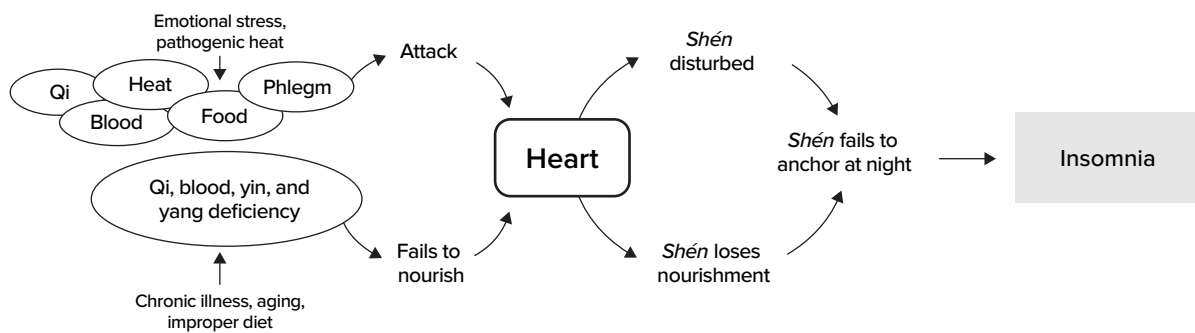 Emotional stress,
pathogenic heat
Qi
Heat
Blood
Food
Phlegm
Attack
Shén
disturbed
Qi, blood, yin, and
yang deficiency
Fails to
nourish
Chronic illness, aging,
improper diet
Heart
Shén loses
nourishment
Shén fails to
anchor at night
Insomnia